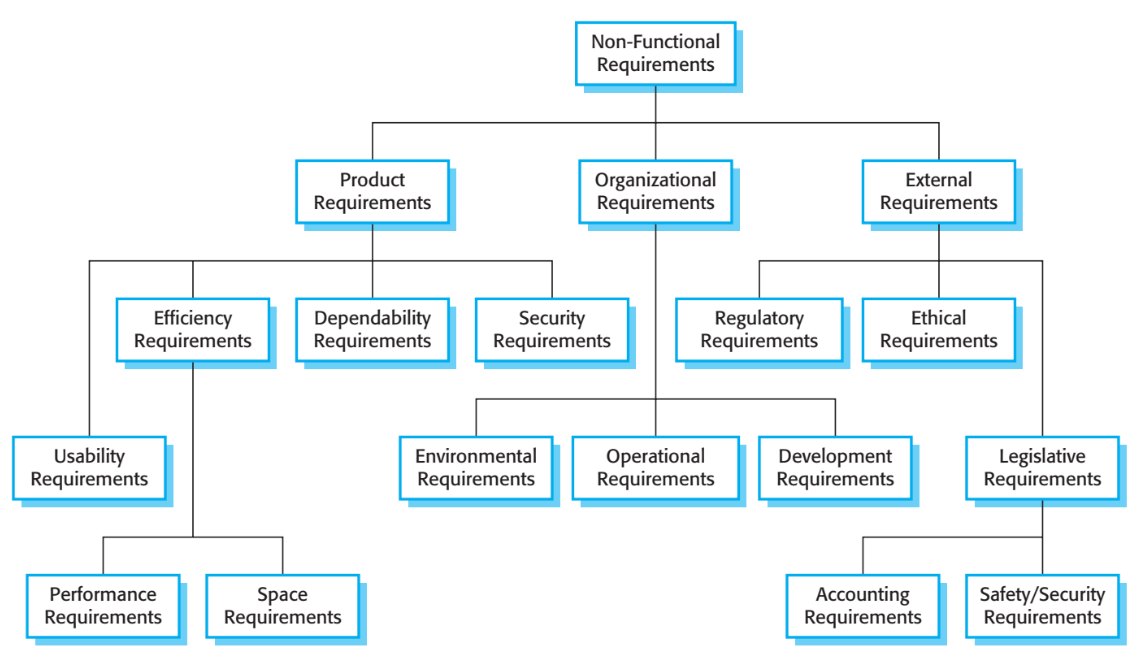 Non-Functional
Requirements
Product
Requirements
Organizational
Requirements
External
Requirements
Efficiency
Requirements
Dependability
Requirements
Security
Requirements
Regulatory
Requirements
Ethical
Requirements
Usability
Requirements
Environmental
Requirements
Operational
Requirements
Development
Requirements
Legislative
Requirements
Performance
Requirements
Space
Requirements
Accounting
Requirements
Safety/Security
Requirements